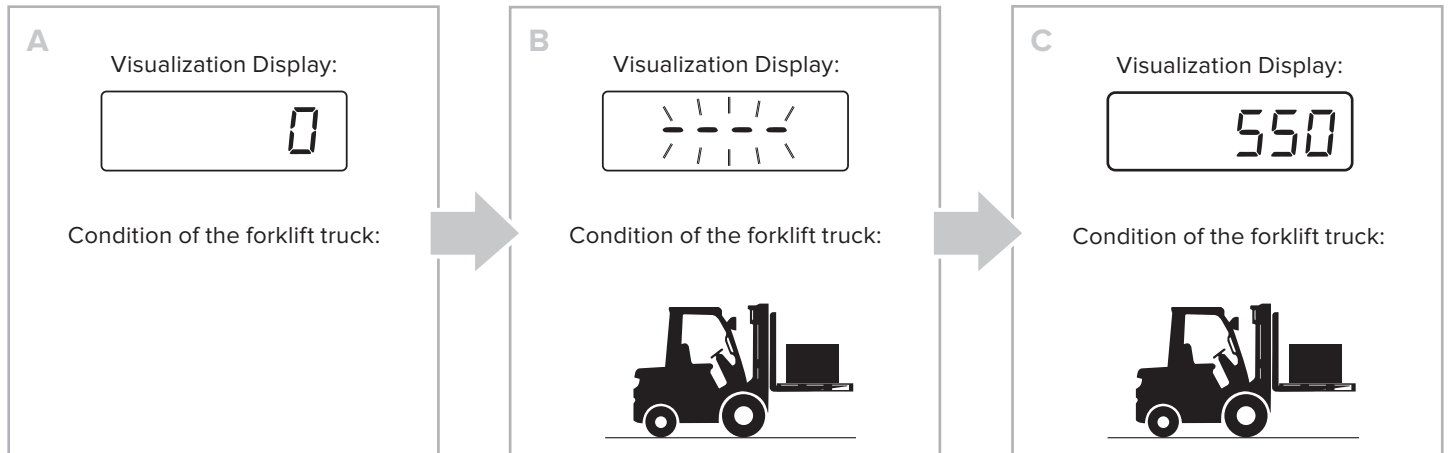 A
Visualization Display:
0
Condition of the forklift truck:
B
Visualization Display:
- - - -
Condition of the forklift truck:
C
Visualization Display:
550
Condition of the forklift truck: